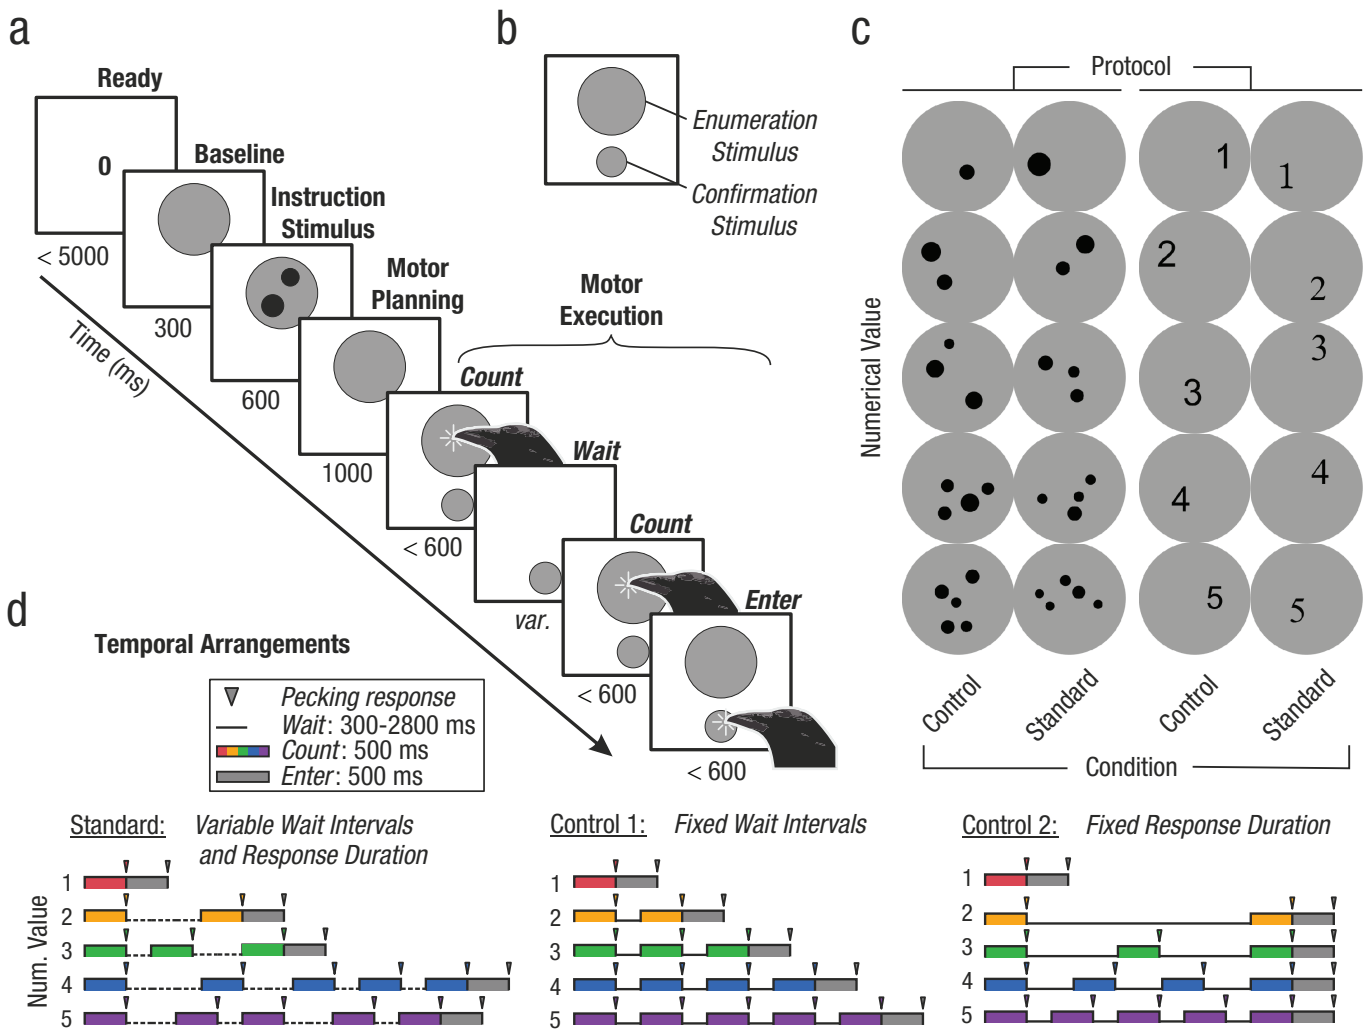 a
Ready
0
< 5000
Baseline
300
Instruction
Stimulus
600
Motor
Planning
1000
Time (ms)
Motor
Execution
Count
< 600
Wait
var.
Count
< 600
Enter
< 600
b
Enumeration
Stimulus
Confirmation
Stimulus
c
Protocol
Numerical Value
1
1
2
2
3
3
4
4
5
5
Control
Standard
Control
Standard
Condition
d
Temporal Arrangements
Pecking response
Wait: 300-2800 ms
Count: 500 ms
Enter: 500 ms
Standard: Variable Wait Intervals
and Response Duration
Num. Value
1
2
3
4
5
Control 1: Fixed Wait Intervals
1
2
3
4
5
Control 2: Fixed Response Duration
1
2
3
4
5